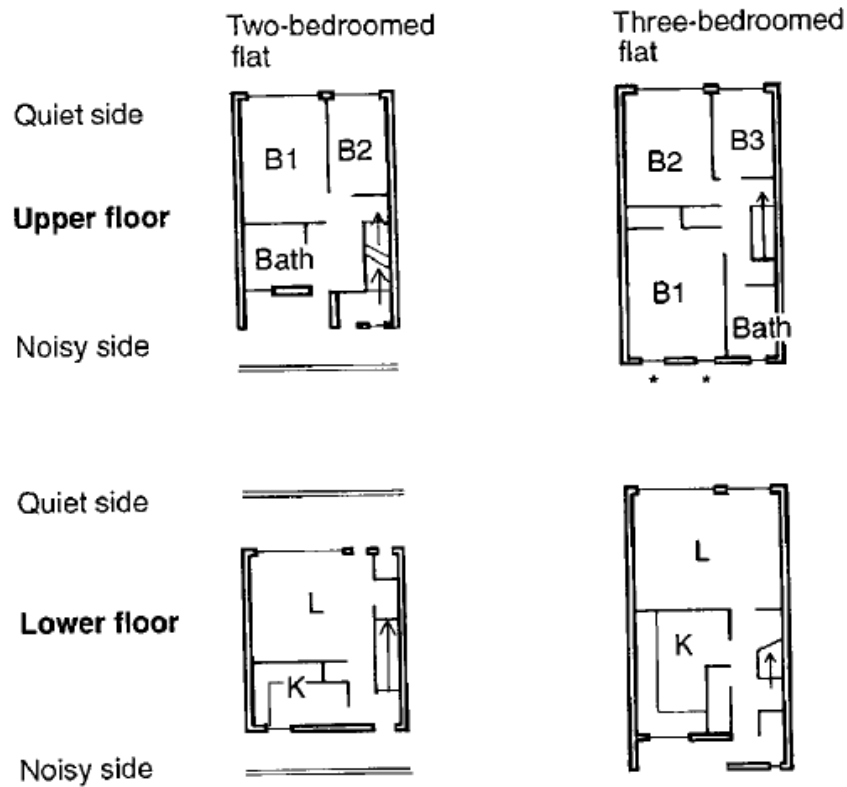 Two-bedroomed
flat
Three-bedroomed
flat
Quiet side
B1
B2
B2
B3
Upper floor
Bath
B1
Bath
Noisy side
* *
Quiet side
L
L
Lower floor
K
K
Noisy side